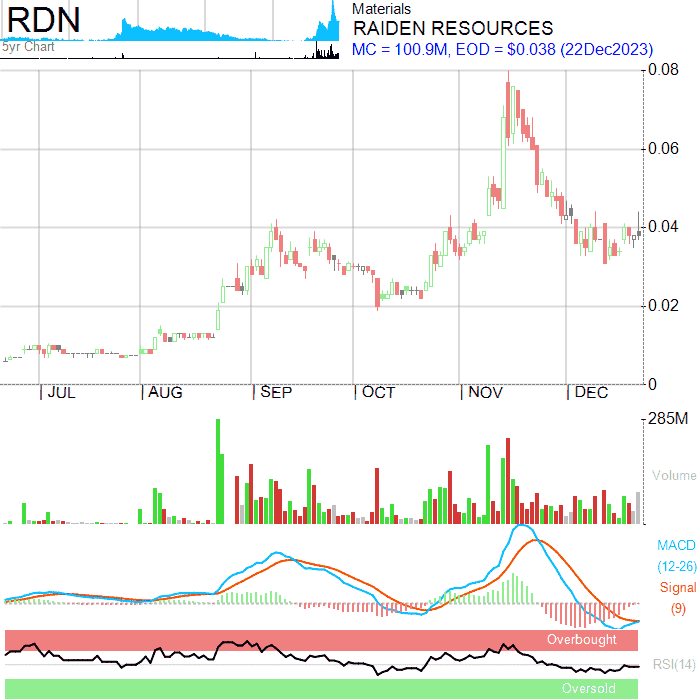 RDN
5yr Chart
Materials
RAIDEN RESOURCES
MC = 100.9M, EOD = $0.038 (22Dec2023)
0.08
0.06
0.04
0.02
0
JUL AUG SEP OCT NOV DEC
285M
Volume
MACD
(12-26)
Signal
(9)
Overbought
RSI(14)
Oversold